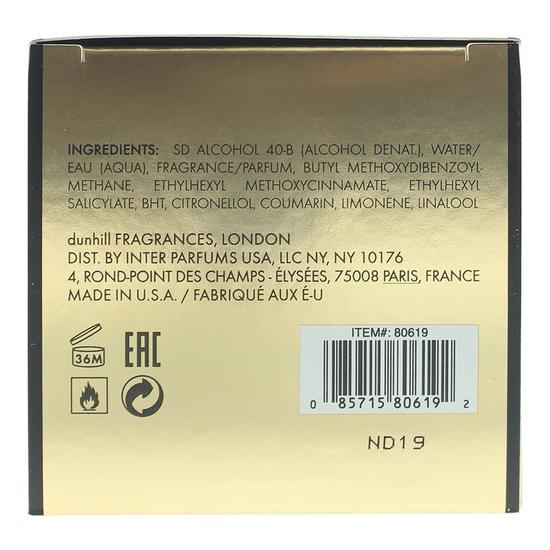 INGREDIENTS: SD ALCOHOL 40-B (ALCOHOL DENAT.), WATER/
EAU (AQUA), FRAGRANCE/PARFUM, BUTYL METHOXYDIBENZOYL-
METHANE, ETHYLHEXYL METHOXYCINNAMATE, ETHYLHEXYL
SALICYLATE, BHT, CITRONELLOL, COUMARIN, LIMONENE, LINALOOL
dunhill FRAGRANCES, LONDON
DIST. BY INTER PARFUMS USA, LLC NY, NY 10176
4, ROND-POINT DES CHAMPS - ÉLYSÉES, 75008 PARIS, FRANCE
MADE IN U.S.A. / FABRIQUÉ AUX É-U
36M
EAC
ITEM#: 80619
0 85715 80619 2
ND19